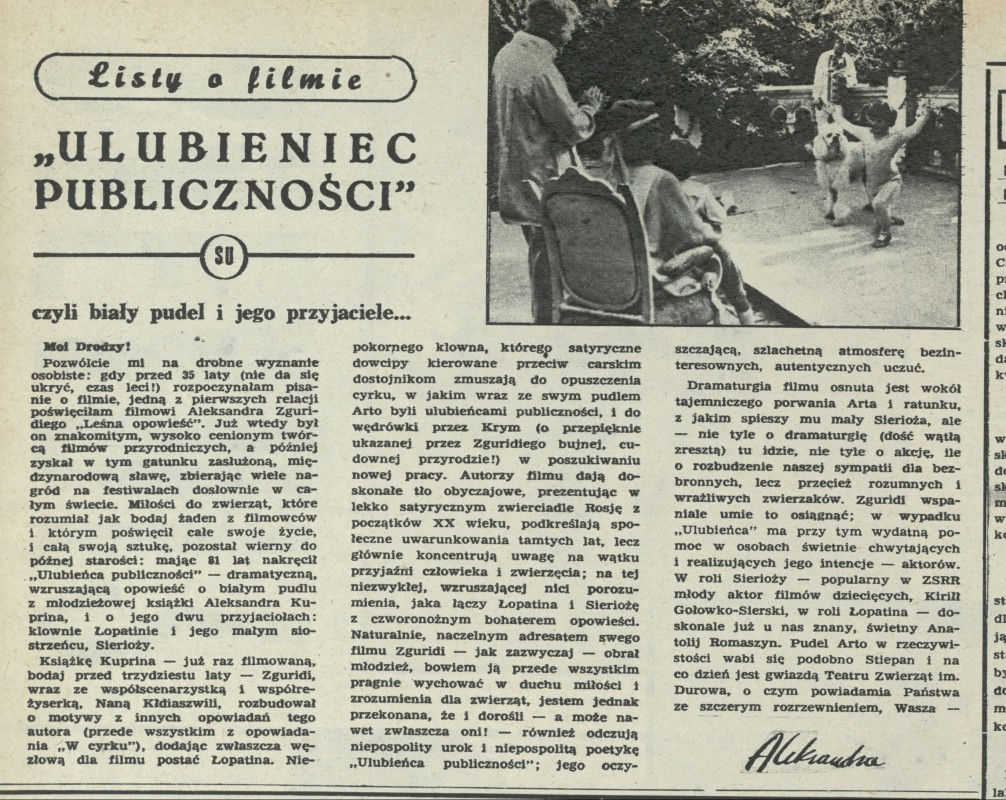 Listy o filmie
„ULUBIENIEC
PUBLICZNOŚCI”
SU
czyli biały pudel i jego przyjaciele...
Moi Drodzy!
Pozwólcie mi na drobne wyznanie
osobiste: gdy przed 35 laty (nie da się
ukryć, czas leci!) rozpoczynałam pisa-
nie o filmie, jedną z pierwszych relacji
poświęciłam filmowi Aleksandra Zguri-
diego „Leśna opowieść”. Już wtedy był
on znakomitym, wysoko cenionym twór-
cą filmów przyrodniczych, a później
zyskał w tym gatunku zasłużoną, mię-
dzynarodową sławę, zbierając wiele na-
gród na festiwalach dosłownie w ca-
łym świecie. Miłości do zwierząt, które
rozumiał jak bodaj żaden z filmowców
i którym poświęcił całe swoje życie,
i całą swoją sztukę, pozostał wierny do
późnej starości: mając 81 lat nakręcił
„Ulubieńca publiczności” — dramatyczną,
wzruszającą opowieść o białym pudlu
z młodzieżowej książki Aleksandra Ku-
prina, i o jego dwu przyjaciołach:
klownie Łopatinie i jego małym sio-
strzeńcu, Sierioży.
Książkę Kuprina — już raz filmowaną,
bodaj przed trzydziestu laty — Zguridi,
wraz ze współscenarzystką i współre-
żyserką, Naną Kłdiaszwili, rozbudował
o motywy z innych opowiadań tego
autora (przede wszystkim z opowiada-
nia „W cyrku”), dodając zwłaszcza wę-
złową dla filmu postać Łopatina. Nie-
pokornego klowna, którego satyryczne
dowcipy kierowane przeciw carskim
dostojnikom zmuszają do opuszczenia
cyrku, w jakim wraz ze swym pudlem
Arto byli ulubieńcami publiczności, i do
wędrówki przez Krym (o przepięknie
ukazanej przez Zguridiego bujnej, cu-
downej przyrodzie!) w poszukiwaniu
nowej pracy. Autorzy filmu dają do-
skonałe tło obyczajowe, prezentując w
lekko satyrycznym zwierciadle Rosję z
początków XX wieku, podkreślają spo-
łeczne uwarunkowania tamtych lat, lecz
głównie koncentrują uwagę na wątku
przyjaźni człowieka i zwierzęcia; na tej
niezwykłej, wzruszającej nici porozu-
mienia, jaka łączy Łopatina i Sieriożę
z czworonożnym bohaterem opowieści.
Naturalnie, naczelnym adresatem swego
filmu Zguridi — jak zazwyczaj — obrał
młodzież, bowiem ją przede wszystkim
pragnie wychować w duchu miłości i
zrozumienia dla zwierząt, jestem jednak
przekonana, że i dorośli — a może na-
wet zwłaszcza oni! — również odczują
niepospolity urok i niepospolitą poetykę
„Ulubieńca publiczności”; jego oczy-
szczającą, szlachetną atmosferę bezin-
teresownych, autentycznych uczuć.
Dramaturgia filmu osnuta jest wokół
tajemniczego porwania Arta i ratunku,
z jakim spieszy mu mały Sierioża, ale
— nie tyle o dramaturgię (dość wątłą
zresztą) tu idzie, nie tyle o akcję, ile
o rozbudzenie naszej sympatii dla bez-
bronnych, lecz przecież rozumnych i
wrażliwych zwierzaków. Zguridi wspa-
niale umie to osiągnąć; w wypadku
„Ulubieńca” ma przy tym wydatną po-
moc w osobach świetnie chwytających
i realizujących jego intencje — aktorów.
W roli Sierioży — popularny w ZSRR
młody aktor filmów dziecięcych, Kirill
Gołowko-Sierski, w roli Łopatina — do-
skonale już u nas znany, świetny Ana-
tolij Romaszyn. Pudel Arto w rzeczywi-
stości wabi się podobno Stiepan i na
co dzień jest gwiazdą Teatru Zwierząt im.
Durowa, o czym powiadamia Państwa
ze szczerym rozrzewnieniem, Wasza —
Aleksandra